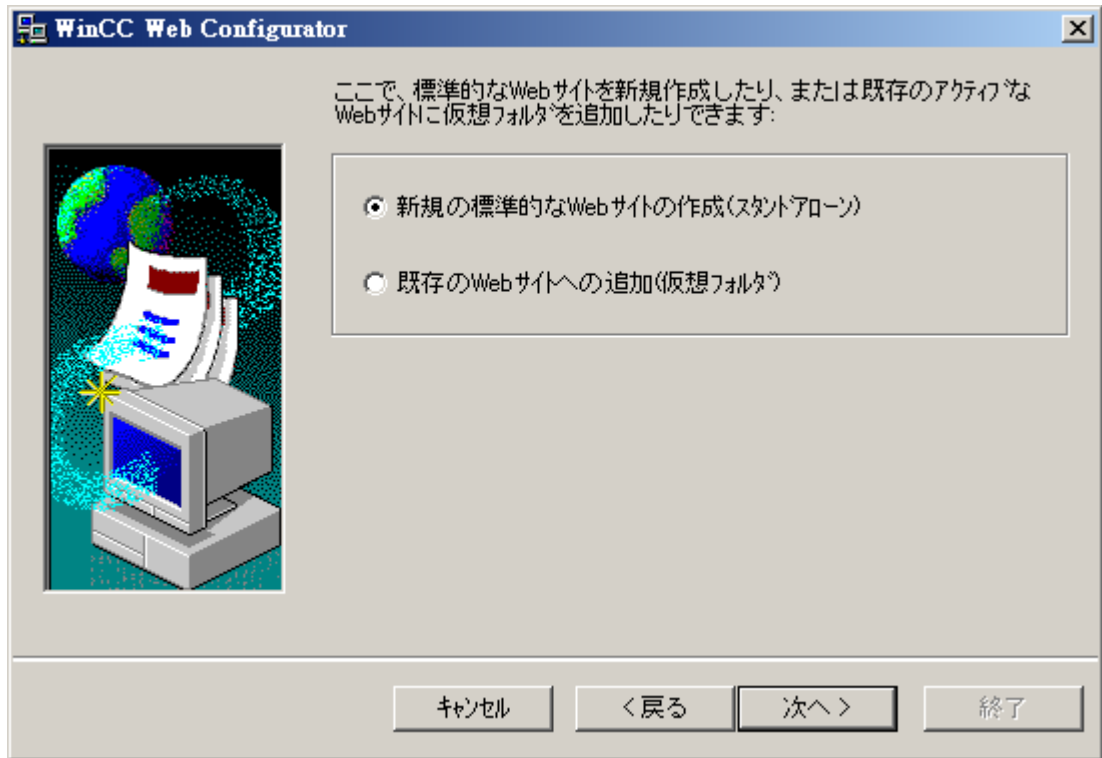 WinCC Web Configurator
ここで、標準的なWebサイトを新規作成したり、または既存のアクティブな
Webサイトに仮想フォルダを追加したりできます:
新規の標準的なWebサイトの作成(スタンドアローン)
既存のWebサイトへの追加(仮想フォルダ)
キャンセル
<戻る
次へ>
終了